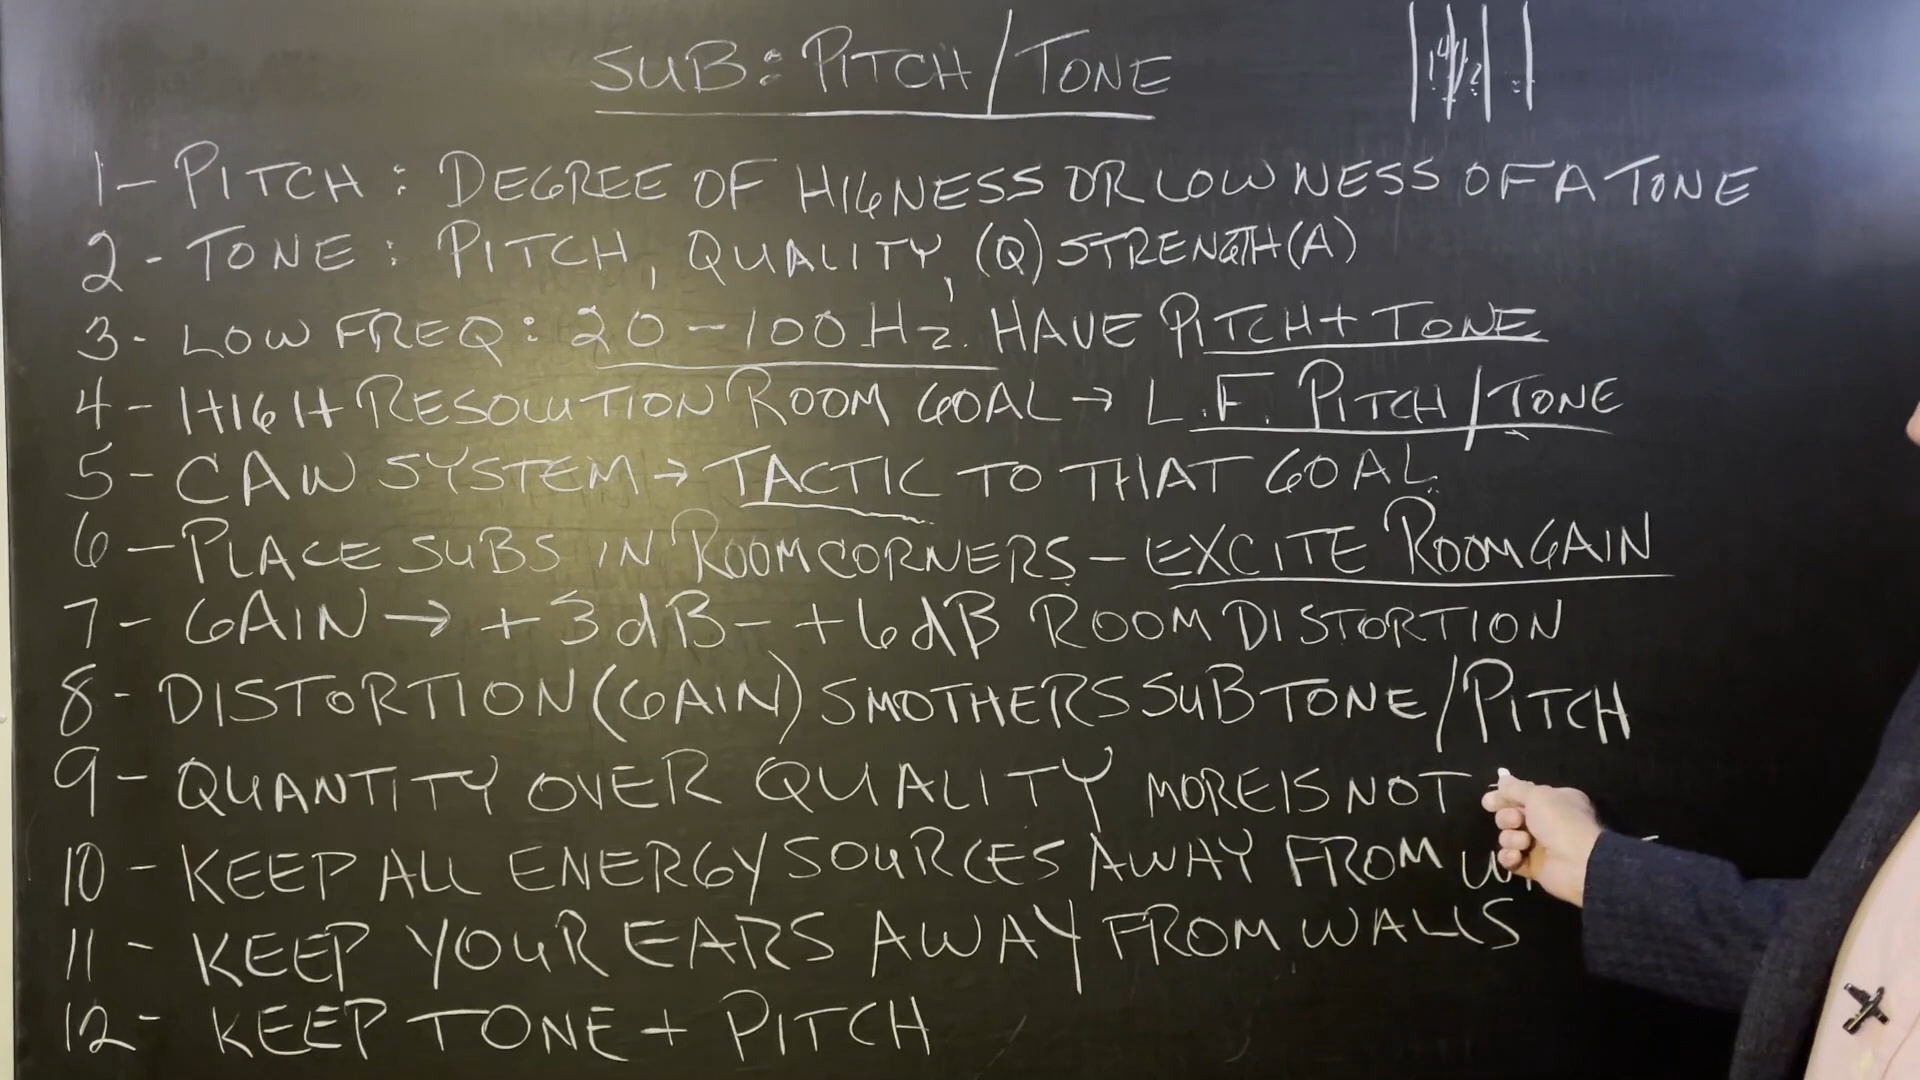 SUB: PITCH/TONE
1- PITCH: DEGREE OF HIGNESS OR LOWNESS OF A TONE
2- TONE: PITCH, QUALITY, (Q) STRENGTH (A)
3- LOW FREQ: 20-100 Hz. HAVE PITCH + TONE
4- HIGH RESOLUTION ROOM GOAL → L.F. PITCH/TONE
5- CAW SYSTEM → TACTIC TO THAT GOAL.
6- PLACE SUBS IN ROOM CORNERS - EXCITE ROOM GAIN
7- GAIN → +3dB - +6dB ROOM DISTORTION
8- DISTORTION (GAIN) SMOTHERS SUB TONE/PITCH
9- QUANTITY OVER QUALITY MORE IS NOT
10- KEEP ALL ENERGY SOURCES AWAY FROM
11- KEEP YOUR EARS AWAY FROM WALLS
12- KEEP TONE + PITCH